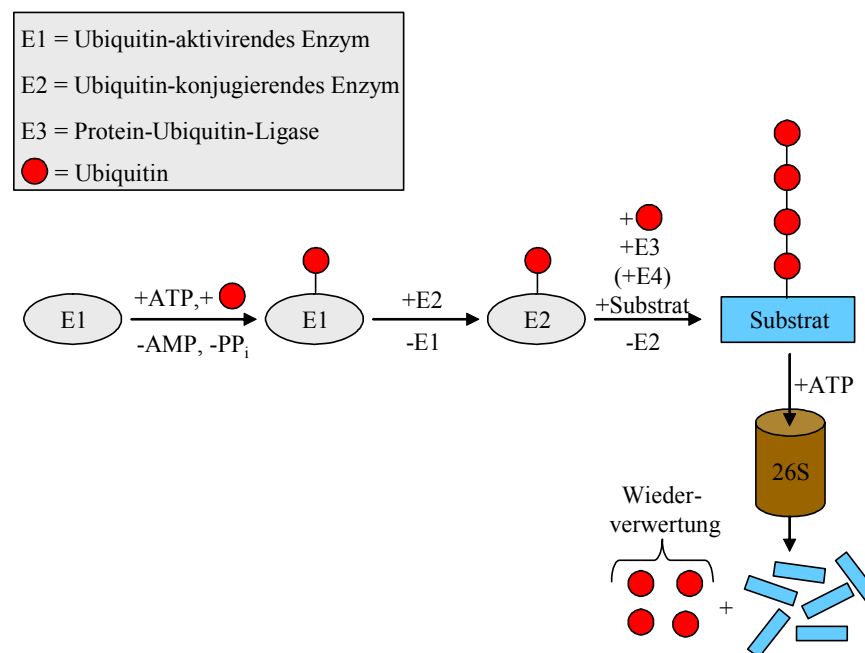 E1 = Ubiquitin-aktivirendes Enzym
E2 = Ubiquitin-konjugierendes Enzym
E3 = Protein-Ubiquitin-Ligase
= Ubiquitin
E1
+ATP,+
-AMP, -PPi
E1
+E2
-E1
E2
+
+E3
(+E4)
+Substrat
-E2
Substrat
+ATP
26S
Wieder-
verwertung
+